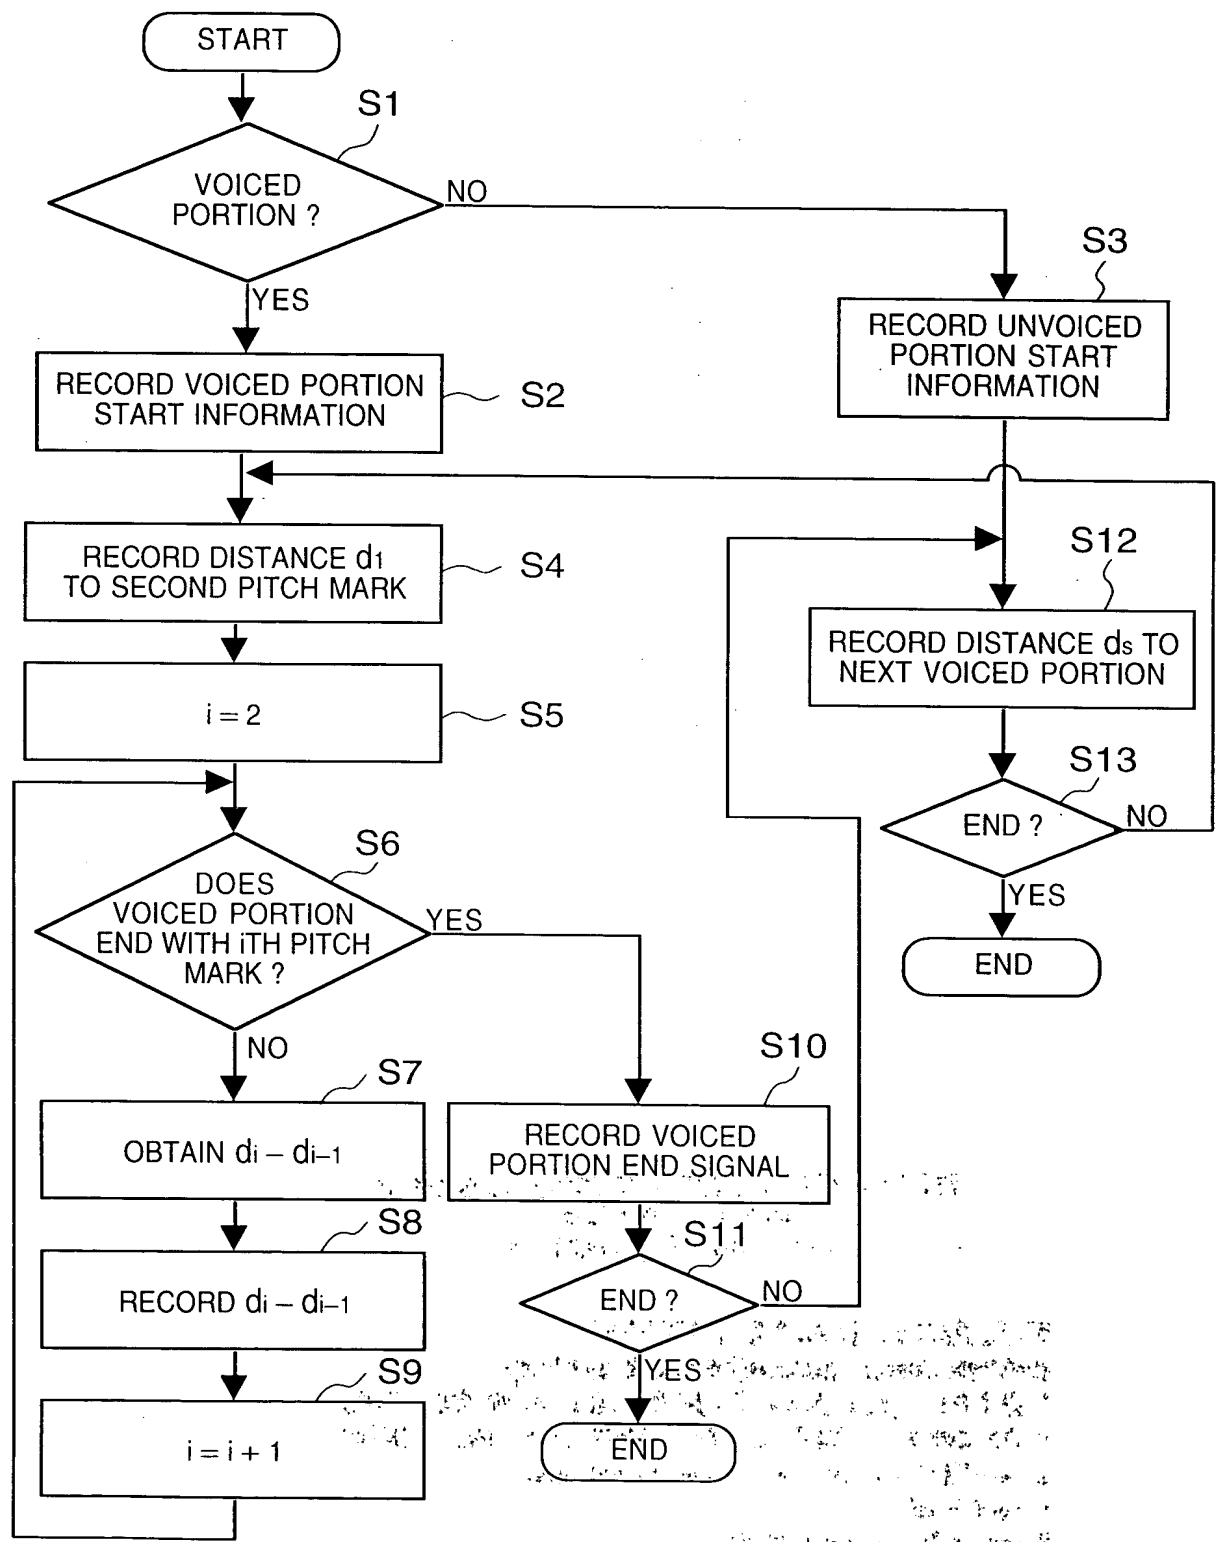 START
S1
VOICED
PORTION ?
NO
YES
S3
RECORD UNVOICED
PORTION START
INFORMATION
RECORD VOICED PORTION
START INFORMATION
S2
RECORD DISTANCE d1
TO SECOND PITCH MARK
S4
S12
RECORD DISTANCE ds TO
NEXT VOICED PORTION
i = 2
S5
S13
END ?
NO
YES
END
S6
DOES
VOICED PORTION
END WITH iTH PITCH
MARK ?
YES
NO
S7
OBTAIN di – di–1
S10
RECORD VOICED
PORTION END SIGNAL
S8
RECORD di – di–1
S11
END ?
NO
YES
END
S9
i = i + 1